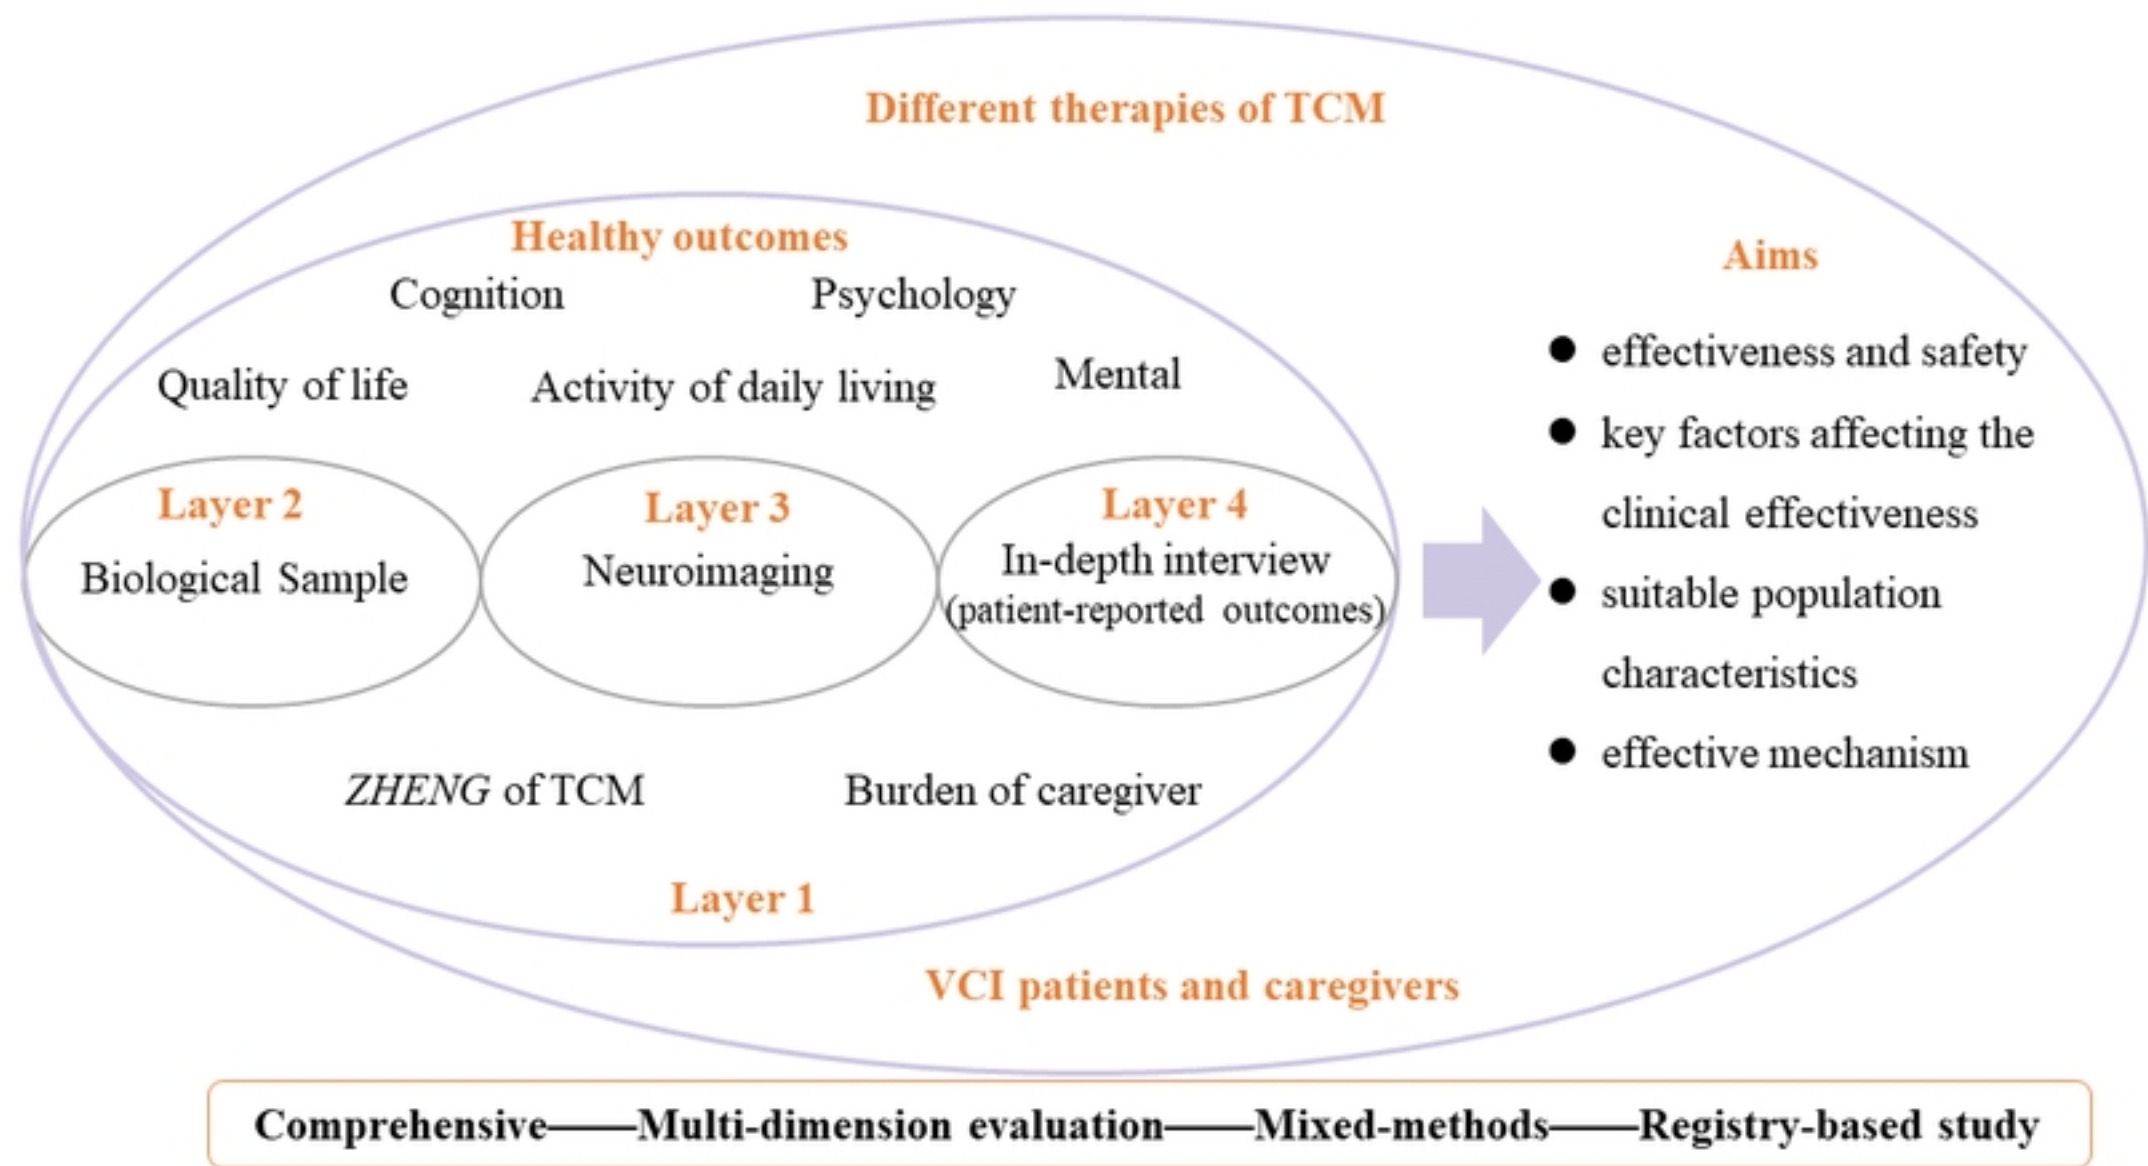 Different therapies of TCM
Healthy outcomes
Cognition
Psychology
Quality of life
Activity of daily living
Mental
Layer 2
Biological Sample
Layer 3
Neuroimaging
Layer 4
In-depth interview
(patient-reported outcomes)
ZHENG of TCM
Burden of caregiver
Layer 1
VCI patients and caregivers
Aims
● effectiveness and safety
● key factors affecting the
clinical effectiveness
● suitable population
characteristics
● effective mechanism
Comprehensive——Multi-dimension evaluation——Mixed-methods——Registry-based study